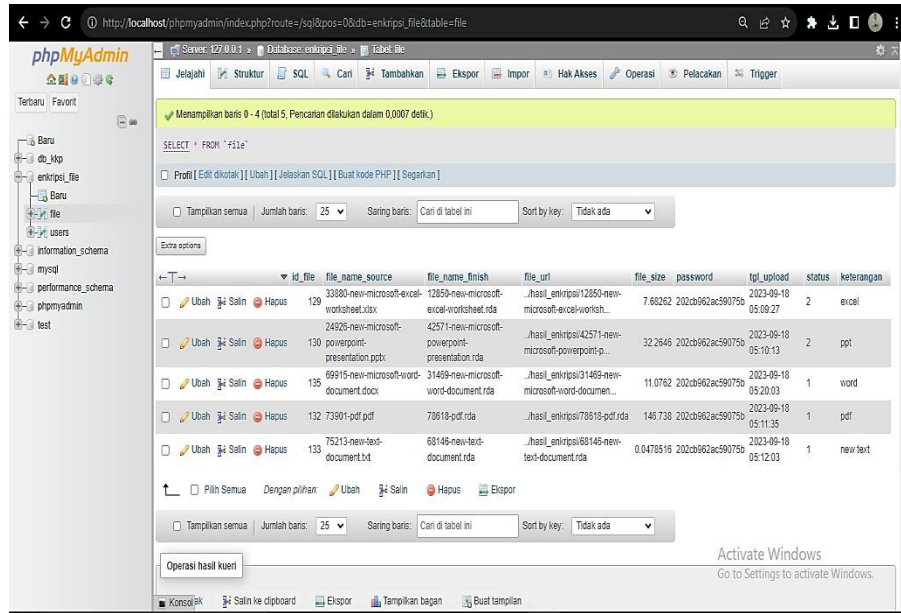 http://localhost/phpmyadmin/index.php?route=/sql&pos=0&db=enkripsi_file&table=file
phpMyAdmin
Terbaru Favorit
Baru
db_kkp
enkripsi_file
Baru
file
users
information_schema
mysql
performance_schema
phpmyadmin
test
Server: 127.0.0.1 » Database: enkripsi_file » Tabel: file
Jelajahi Struktur SQL Cari Tambahkan Ekspor Impor Hak Akses Operasi Pelacakan Trigger
Menampilkan baris 0 - 4 (total 5, Pencarian dilakukan dalam 0,0007 detik.)
SELECT * FROM `file`
Profil [ Edit dikotak ] [ Ubah ] [ Jelaskan SQL ] [ Buat kode PHP ] [ Segarkan ]
Tampilkan semua Jumlah baris: 25 Saring baris: Cari di tabel ini Sort by key: Tidak ada
Extra options
←T→ id_file file_name_source file_name_finish file_url file_size password tgl_upload status keterangan
Ubah Salin Hapus 129 33880-new-microsoft-excel-worksheet.xlsx 12850-new-microsoft-excel-worksheet.rda ../hasil_enkripsi/12850-new-microsoft-excel-worksh... 7.68262 202cb962ac59075b 2023-09-18 05:09:27 2 excel
Ubah Salin Hapus 130 24926-new-microsoft-powerpoint-presentation.pptx 42571-new-microsoft-powerpoint-presentation.rda ../hasil_enkripsi/42571-new-microsoft-powerpoint-p... 32.2646 202cb962ac59075b 2023-09-18 05:10:13 2 ppt
Ubah Salin Hapus 135 69915-new-microsoft-word-document.docx 31469-new-microsoft-word-document.rda ../hasil_enkripsi/31469-new-microsoft-word-documen... 11.0762 202cb962ac59075b 2023-09-18 05:20:03 1 word
Ubah Salin Hapus 132 73901-pdf.pdf 78618-pdf.rda ../hasil_enkripsi/78618-pdf.rda 146.738 202cb962ac59075b 2023-09-18 05:11:35 1 pdf
Ubah Salin Hapus 133 75213-new-text-document.txt 68146-new-text-document.rda ../hasil_enkripsi/68146-new-text-document.rda 0.0478516 202cb962ac59075b 2023-09-18 05:12:03 1 new text
Pilih Semua Dengan pilihan: Ubah Salin Hapus Ekspor
Tampilkan semua Jumlah baris: 25 Saring baris: Cari di tabel ini Sort by key: Tidak ada
Operasi hasil kueri
Activate Windows
Go to Settings to activate Windows.
Konsol ak Salin ke clipboard Ekspor Tampilkan bagan Buat tampilan